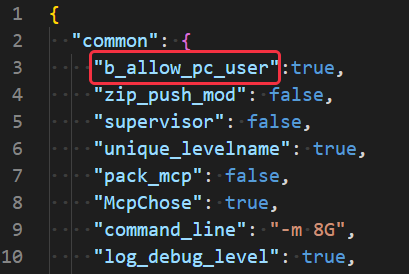 1 {
2 "common": {
3 "b_allow_pc_user":true,
4 "zip_push_mod": false,
5 "supervisor": false,
6 "unique_levelname": true,
7 "pack_mcp": false,
8 "McpChose": true,
9 "command_line": "-m 8G",
10 "log_debug_level": true,